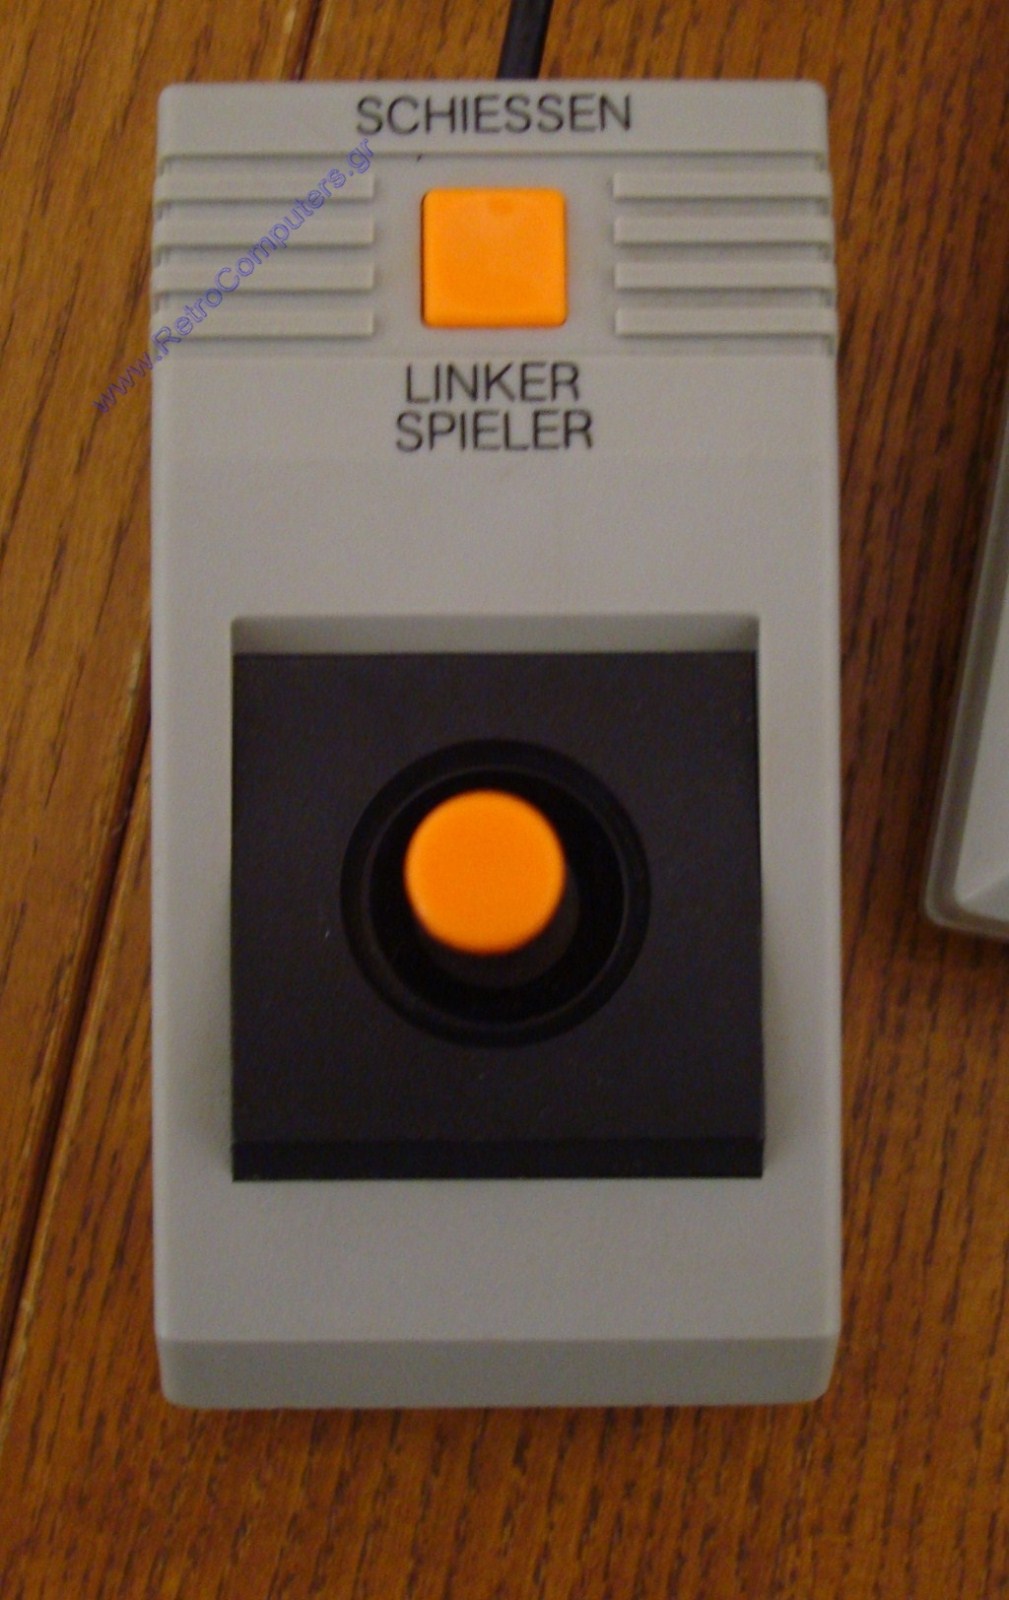 SCHIESSEN
www.RetroComputers.gr
LINKER
SPIELER